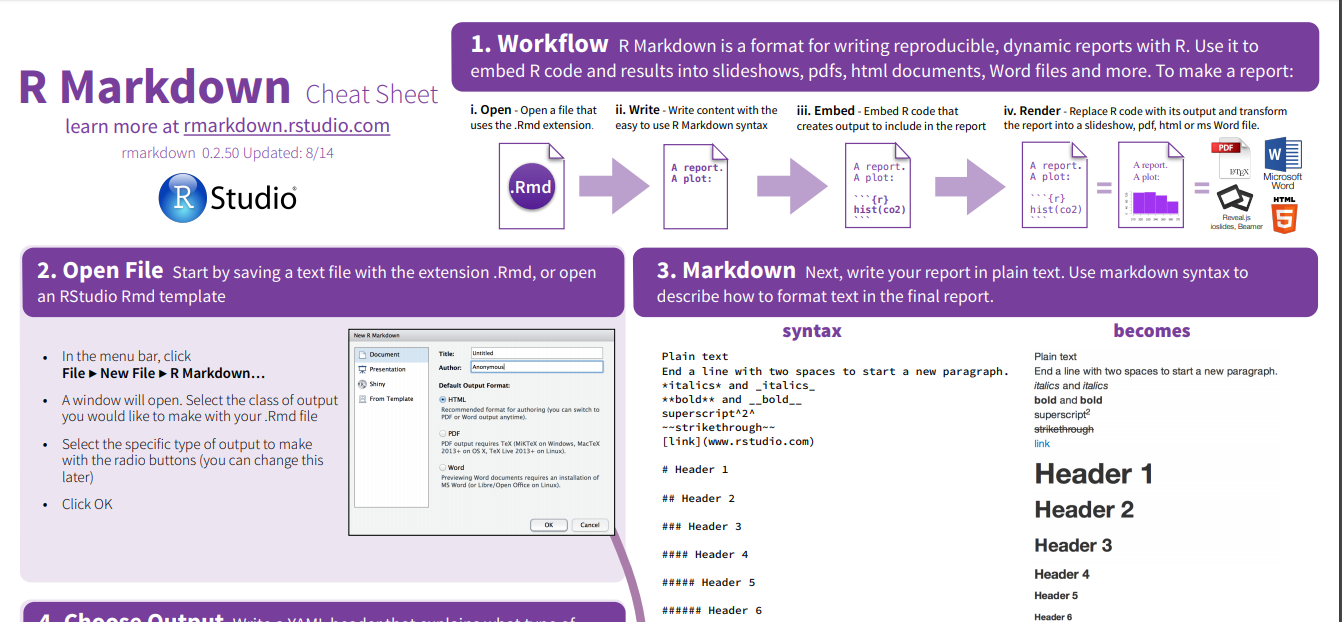 R Markdown Cheat Sheet
learn more at rmarkdown.rstudio.com
rmarkdown 0.2.50 Updated: 8/14
R Studio®
1. Workflow R Markdown is a format for writing reproducible, dynamic reports with R. Use it to
embed R code and results into slideshows, pdfs, html documents, Word files and more. To make a report:
i. Open - Open a file that
uses the .Rmd extension.
ii. Write - Write content with the
easy to use R Markdown syntax
iii. Embed - Embed R code that
creates output to include in the report
iv. Render - Replace R code with its output and transform
the report into a slideshow, pdf, html or ms Word file.
.Rmd
A report.
A plot:
A report.
A plot:
```{r}
hist(co2)
```
A report.
A plot:
```{r}
hist(co2)
```
=
A report.
A plot:
=
PDF
LATEX
W
Microsoft
Word
Reveal.js
ioslides, Beamer
HTML
5
2. Open File Start by saving a text file with the extension .Rmd, or open
an RStudio Rmd template
• In the menu bar, click
File ▸ New File ▸ R Markdown…
• A window will open. Select the class of output
you would like to make with your .Rmd file
• Select the specific type of output to make
with the radio buttons (you can change this
later)
• Click OK
New R Markdown
Document
Presentation
Shiny
From Template
Title: Untitled
Author: Anonymous
Default Output Format:
HTML
Recommended format for authoring (you can switch to
PDF or Word output anytime).
PDF
PDF output requires TeX (MiKTeX on Windows, MacTeX
2013+ on OS X, TeX Live 2013+ on Linux).
Word
Previewing Word documents requires an installation of
MS Word (or Libre/Open Office on Linux).
OK
Cancel
3. Markdown Next, write your report in plain text. Use markdown syntax to
describe how to format text in the final report.
syntax
Plain text
End a line with two spaces to start a new paragraph.
*italics* and _italics_
**bold** and __bold__
superscript^2^
~~strikethrough~~
[link](www.rstudio.com)
# Header 1
## Header 2
### Header 3
#### Header 4
##### Header 5
###### Header 6
becomes
Plain text
End a line with two spaces to start a new paragraph.
italics and italics
bold and bold
superscript²
strikethrough
link
Header 1
Header 2
Header 3
Header 4
Header 5
Header 6
4. Choose Output Write a YAML header that explains what type of